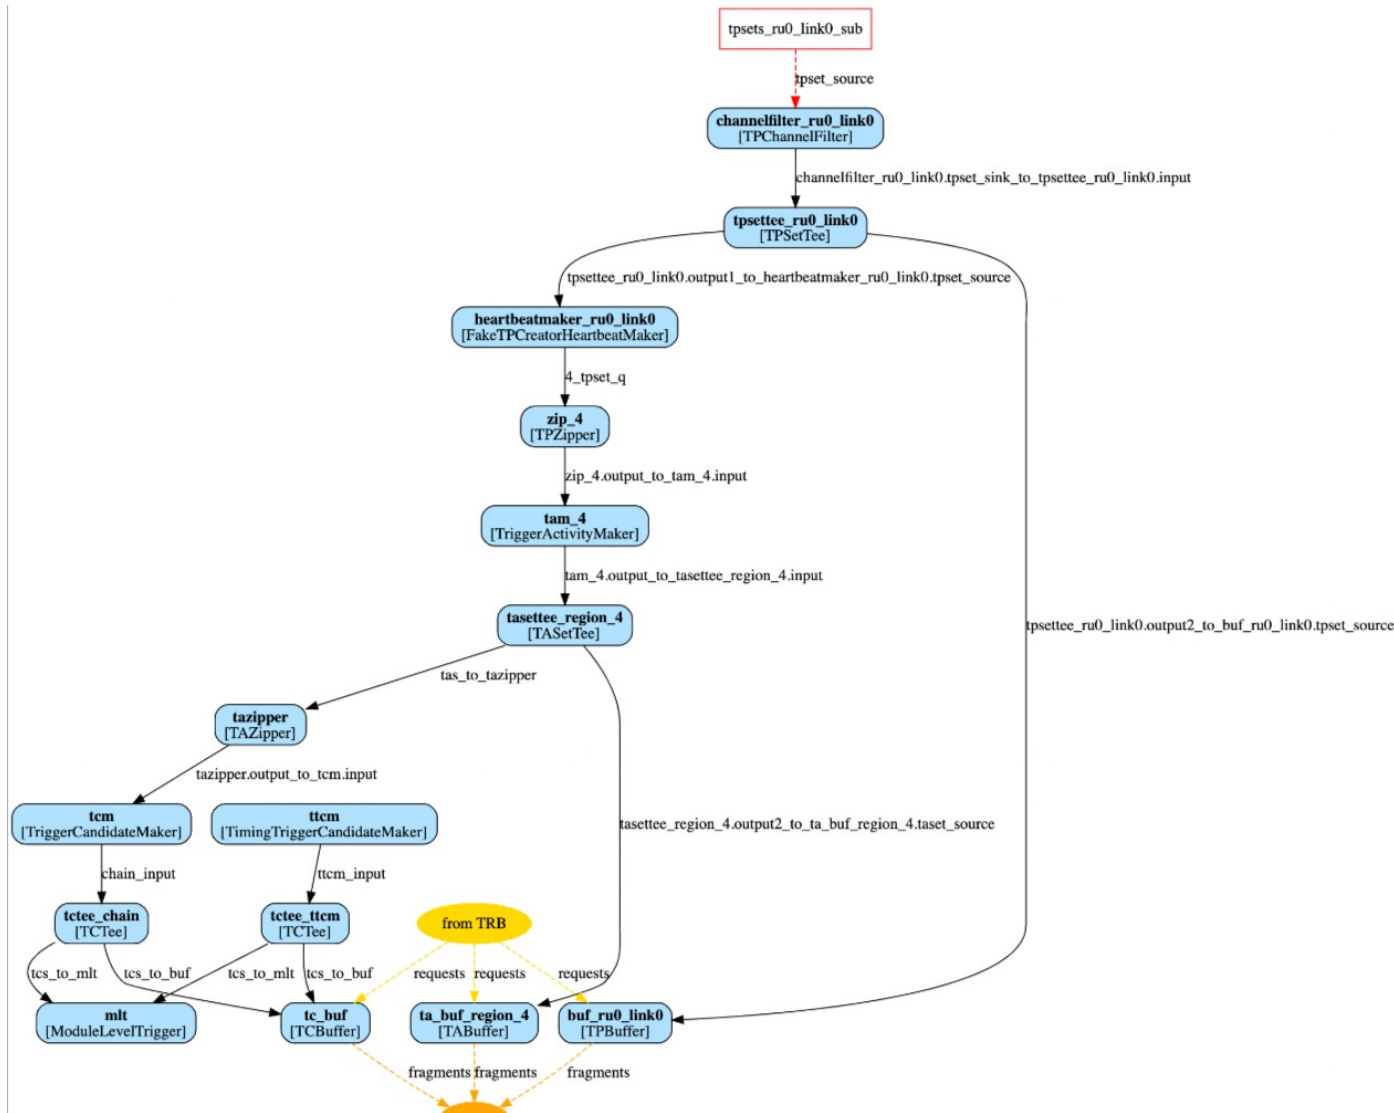 tpsets_ru0_link0_sub
tpset_source
channelfilter_ru0_link0
[TPChannelFilter]
channelfilter_ru0_link0.tpset_sink_to_tpsettee_ru0_link0.input
tpsettee_ru0_link0
[TPSetTee]
tpsettee_ru0_link0.output1_to_heartbeatmaker_ru0_link0.tpset_source
heartbeatmaker_ru0_link0
[FakeTPCreatorHeartbeatMaker]
4_tpset_q
zip_4
[TPZipper]
zip_4.output_to_tam_4.input
tam_4
[TriggerActivityMaker]
tam_4.output_to_tasettee_region_4.input
tasettee_region_4
[TASetTee]
tpsettee_ru0_link0.output2_to_buf_ru0_link0.tpset_source
tas_to_tazipper
tazipper
[TAZipper]
tazipper.output_to_tcm.input
tcm
[TriggerCandidateMaker]
ttcm
[TimingTriggerCandidateMaker]
tasettee_region_4.output2_to_ta_buf_region_4.taset_source
chain_input
ttcm_input
tctee_chain
[TCTee]
tctee_ttcm
[TCTee]
from TRB
tcs_to_mlt
tcs_to_buf
tcs_to_mlt
tcs_to_buf
requests
requests
requests
mlt
[ModuleLevelTrigger]
tc_buf
[TCBuffer]
ta_buf_region_4
[TABuffer]
buf_ru0_link0
[TPBuffer]
fragments
fragments
fragments